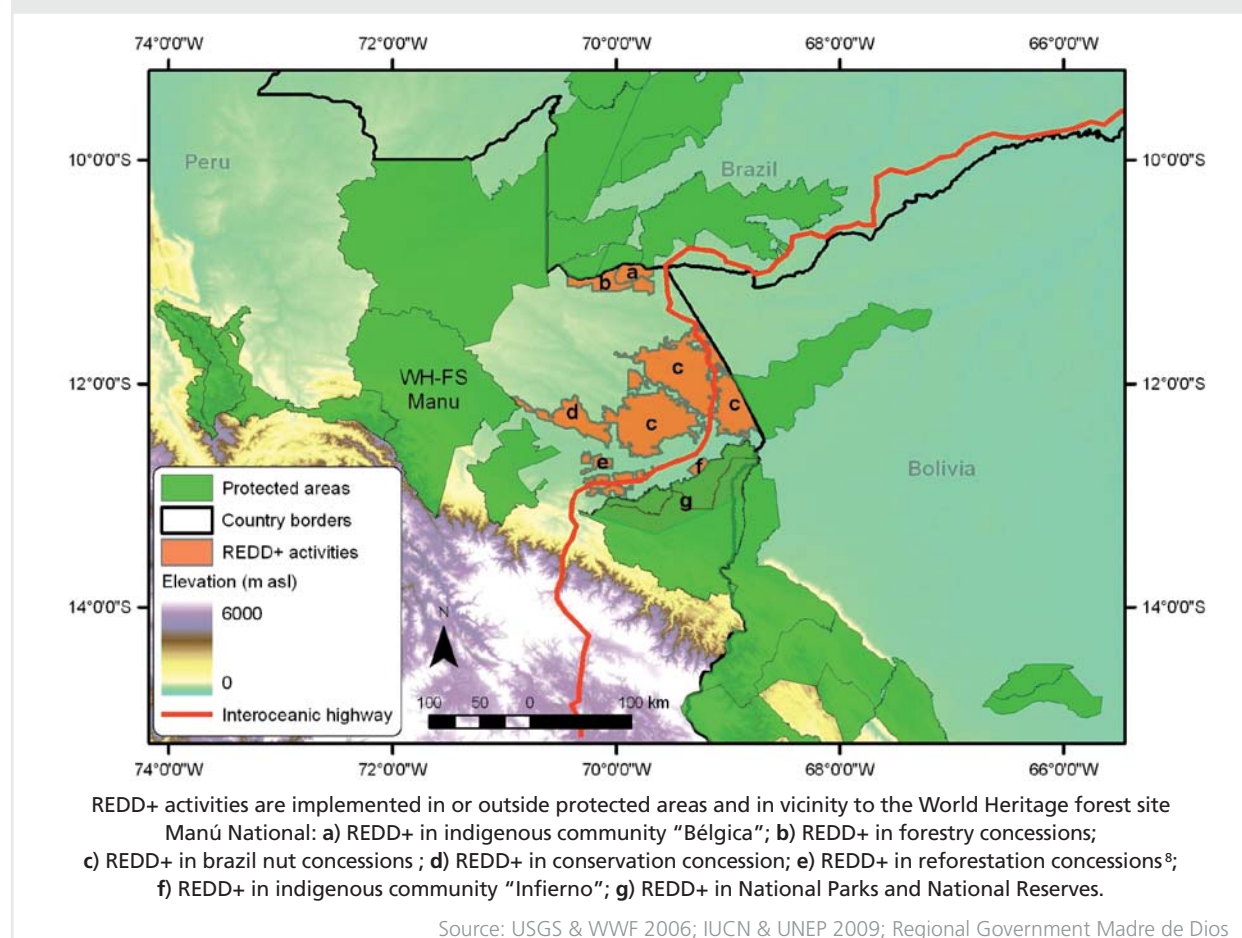 74°0'0"W 72°0'0"W 70°0'0"W 68°0'0"W 66°0'0"W
10°0'0"S 10°0'0"S
Peru
Brazil
a
b
12°0'0"S 12°0'0"S
WH-FS
Manu
c
c
d
c
e
f
Bolivia
g
Protected areas
Country borders
REDD+ activities
Elevation (m asl)
6000
0
Interoceanic highway
14°0'0"S 14°0'0"S
N
100 50 0 100 km
74°0'0"W 72°0'0"W 70°0'0"W 68°0'0"W 66°0'0"W
REDD+ activities are implemented in or outside protected areas and in vicinity to the World Heritage forest site
Manú National: a) REDD+ in indigenous community “Bélgica”; b) REDD+ in forestry concessions;
c) REDD+ in brazil nut concessions ; d) REDD+ in conservation concession; e) REDD+ in reforestation concessions⁸;
f) REDD+ in indigenous community “Infierno”; g) REDD+ in National Parks and National Reserves.
Source: USGS & WWF 2006; IUCN & UNEP 2009; Regional Government Madre de Dios